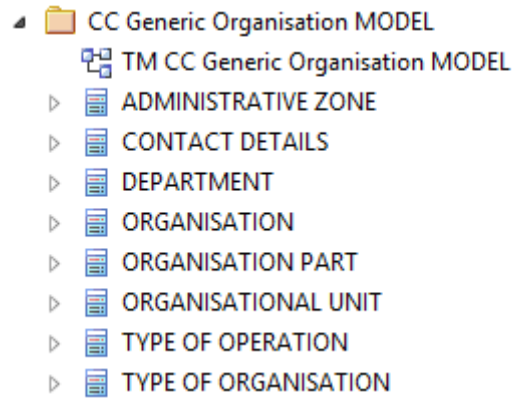 CC Generic Organisation MODEL
TM CC Generic Organisation MODEL
ADMINISTRATIVE ZONE
CONTACT DETAILS
DEPARTMENT
ORGANISATION
ORGANISATION PART
ORGANISATIONAL UNIT
TYPE OF OPERATION
TYPE OF ORGANISATION